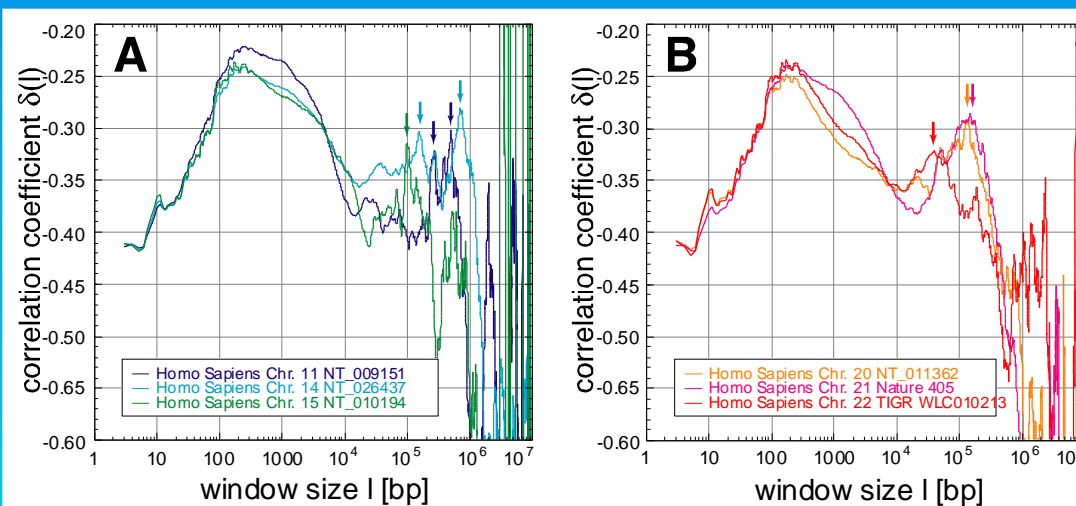 A
correlation coefficient δ(l)
-0.20
-0.25
-0.30
-0.35
-0.40
-0.45
-0.50
-0.65
-0.65
-0.60
Homo Sapiens Chr. 11 NT_009151
Homo Sapiens Chr. 14 NT_026437
Homo Sapiens Chr. 15 NT_010194
1 10 100 1000 10⁴ 10⁵ 10⁶ 10⁷
window size l [bp]
B
correlation coefficient δ(l)
-0.20
-0.25
-0.30
-0.35
-0.40
-0.45
-0.50
-0.65
-0.65
-0.60
Homo Sapiens Chr. 20 NT_011362
Homo Sapiens Chr. 21 Nature 405
Homo Sapiens Chr. 22 TIGR WLC010213
1 10 100 1000 10⁴ 10⁵ 10⁶ 10
window size l [bp]